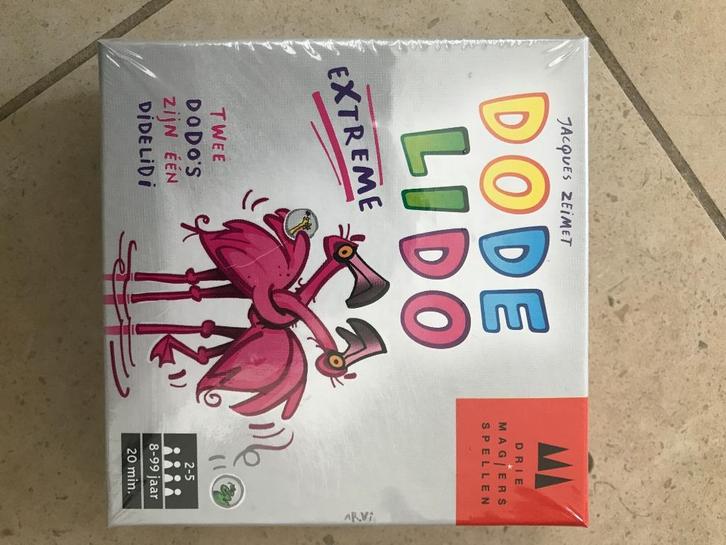 JACQUES ZEIMET
DODE
LIDO
EXTREME
TWEE
DODO'S
ZIJN ÉÉN
DIDELIDI
DRIE
MAGIERS
SPELLEN
2-5
8-99 jaar
20 min.